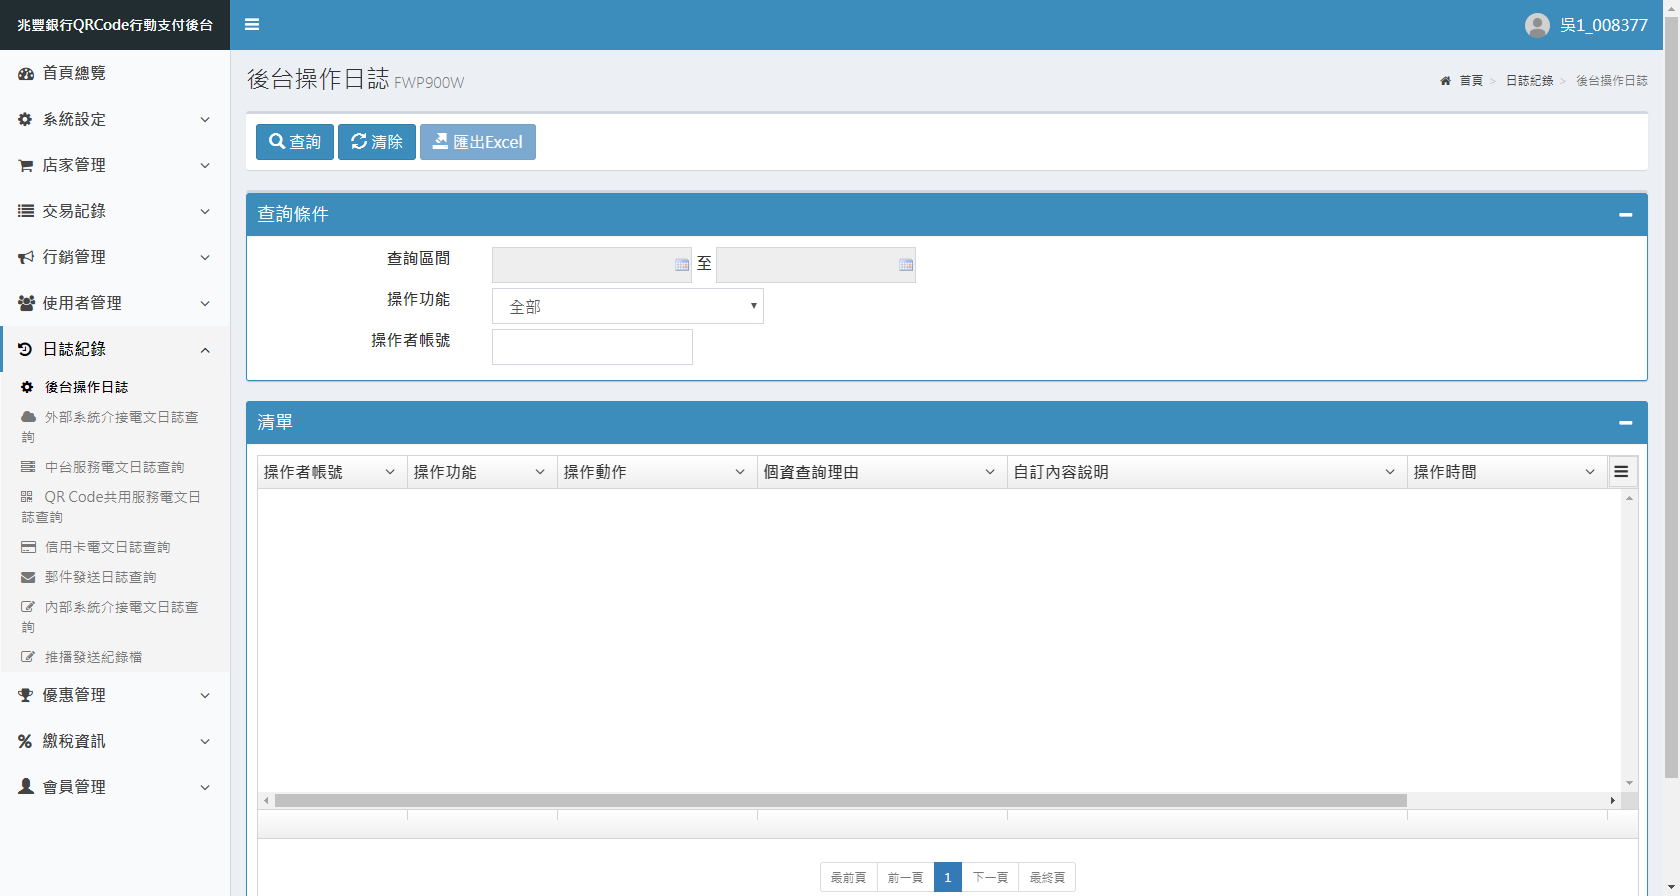 兆豐銀行QRCode行動支付後台
吳1_008377
首頁總覽
系統設定
店家管理
交易記錄
行銷管理
使用者管理
日誌紀錄
後台操作日誌
外部系統介接電文日誌查
詢
中台服務電文日誌查詢
QR Code共用服務電文日
誌查詢
信用卡電文日誌查詢
郵件發送日誌查詢
內部系統介接電文日誌查
詢
推播發送紀錄檔
優惠管理
繳稅資訊
會員管理
後台操作日誌 FWP900W
首頁 > 日誌紀錄 > 後台操作日誌
查詢 清除 匯出Excel
查詢條件
查詢區間 至
操作功能 全部
操作者帳號
清單
操作者帳號 操作功能 操作動作 個資查詢理由 自訂內容說明 操作時間
最前頁 前一頁 1 下一頁 最終頁